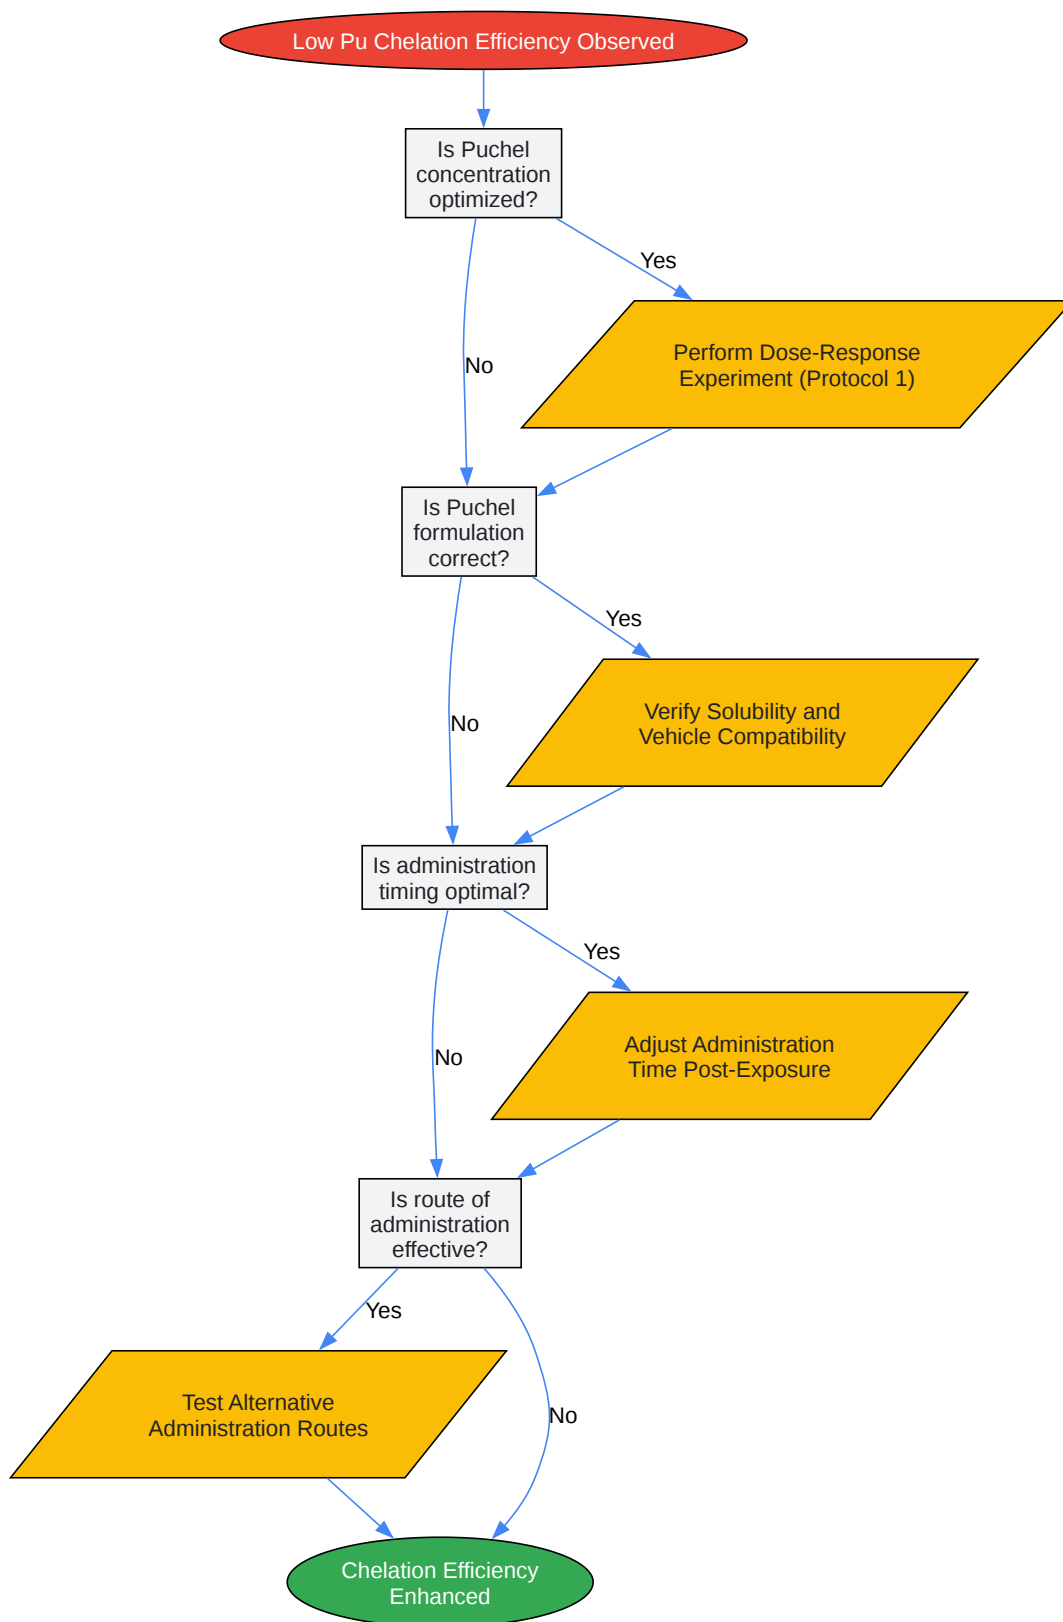 Low Pu Chelation Efficiency Observed
Is Puchel
concentration
optimized?
Yes
Perform Dose-Response
Experiment (Protocol 1)
No
Is Puchel
formulation
correct?
Yes
Verify Solubility and
Vehicle Compatibility
No
Is administration
timing optimal?
Yes
Adjust Administration
Time Post-Exposure
No
Is route of
administration
effective?
Yes
Test Alternative
Administration Routes
No
Chelation Efficiency
Enhanced